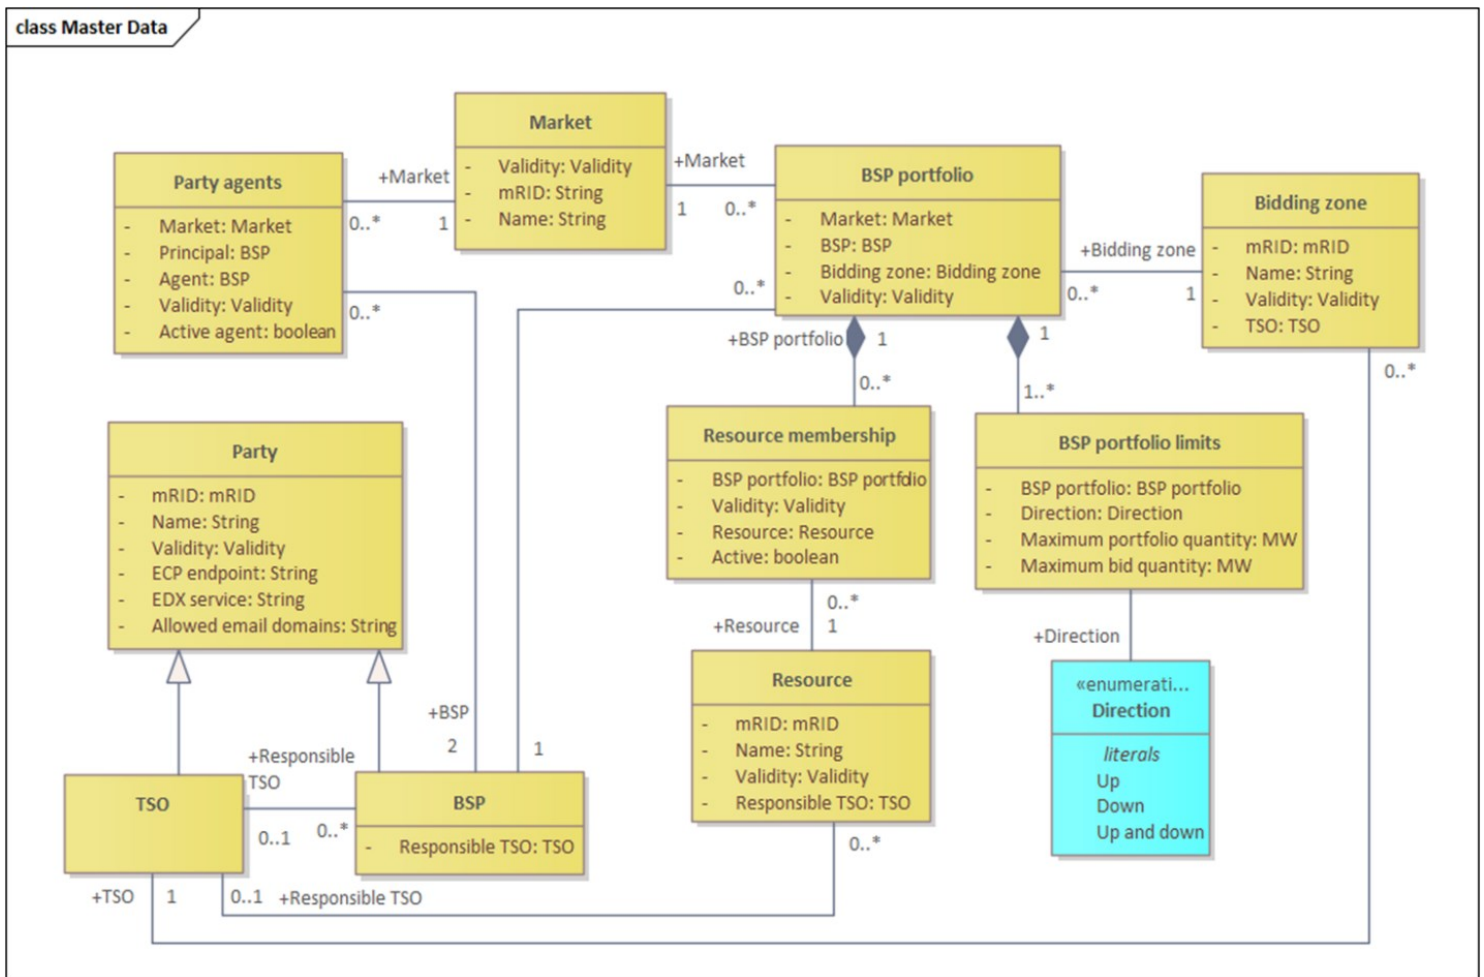 class Master Data
Market
- Validity: Validity
- mRID: String
- Name: String
Party agents
- Market: Market
- Principal: BSP
- Agent: BSP
- Validity: Validity
- Active agent: boolean
+Market
0..*
1
+Market
1
0..*
BSP portfolio
- Market: Market
- BSP: BSP
- Bidding zone: Bidding zone
- Validity: Validity
+Bidding zone
0..*
1
Bidding zone
- mRID: mRID
- Name: String
- Validity: Validity
- TSO: TSO
0..*
0..*
0..*
+BSP portfolio
1
0..*
1
1..*
Party
- mRID: mRID
- Name: String
- Validity: Validity
- ECP endpoint: String
- EDX service: String
- Allowed email domains: String
Resource membership
- BSP portfolio: BSP portfolio
- Validity: Validity
- Resource: Resource
- Active: boolean
BSP portfolio limits
- BSP portfolio: BSP portfolio
- Direction: Direction
- Maximum portfolio quantity: MW
- Maximum bid quantity: MW
0..*
+Resource
1
+Direction
Resource
- mRID: mRID
- Name: String
- Validity: Validity
- Responsible TSO: TSO
«enumerati...
Direction
literals
Up
Down
Up and down
+BSP
2
1
+Responsible
TSO
0..1
0..*
TSO
BSP
- Responsible TSO: TSO
0..*
+TSO
1
0..1
+Responsible TSO